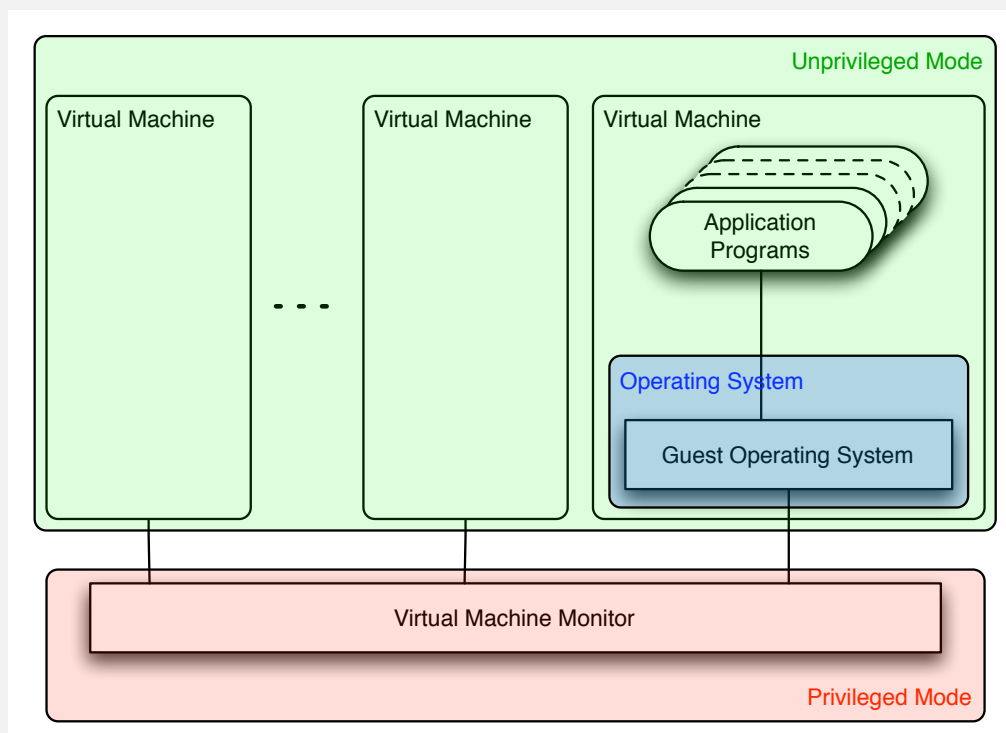 Unprivileged Mode
Virtual Machine
Virtual Machine
Virtual Machine
Application
Programs
- - -
Operating System
Guest Operating System
Virtual Machine Monitor
Privileged Mode